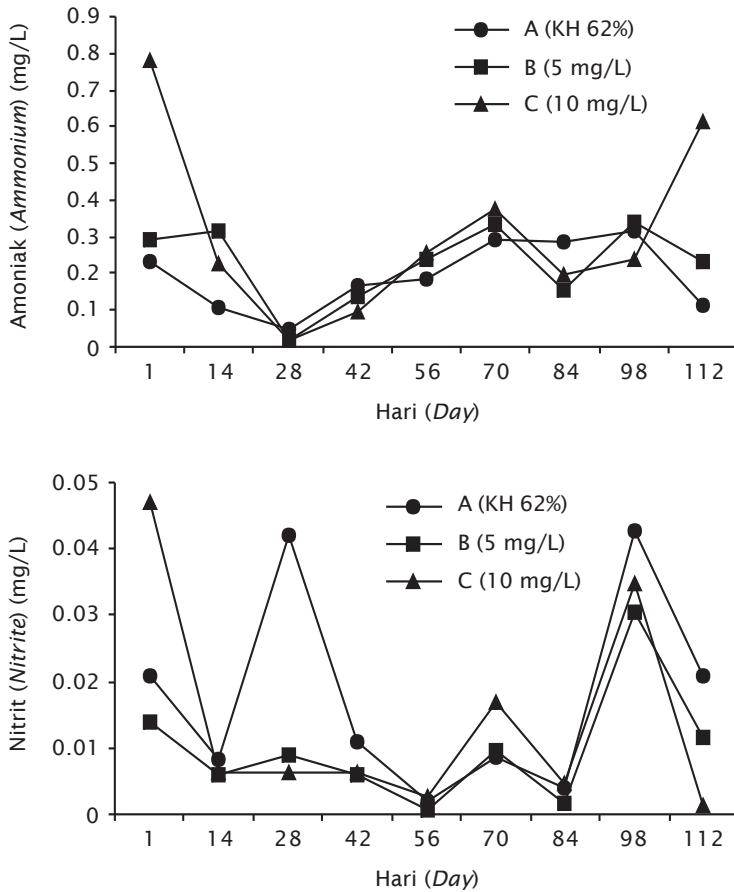 Amoniak (Ammonium) (mg/L)
0.9
0.8
0.7
0.6
0.5
0.4
0.3
0.2
0.1
0
A (KH 62%)
B (5 mg/L)
C (10 mg/L)
1 14 28 42 56 70 84 98 112
Hari (Day)
Nitrit (Nitrite) (mg/L)
0.05
0.04
0.03
0.02
0.01
0
A (KH 62%)
B (5 mg/L)
C (10 mg/L)
1 14 28 42 56 70 84 98 112
Hari (Day)